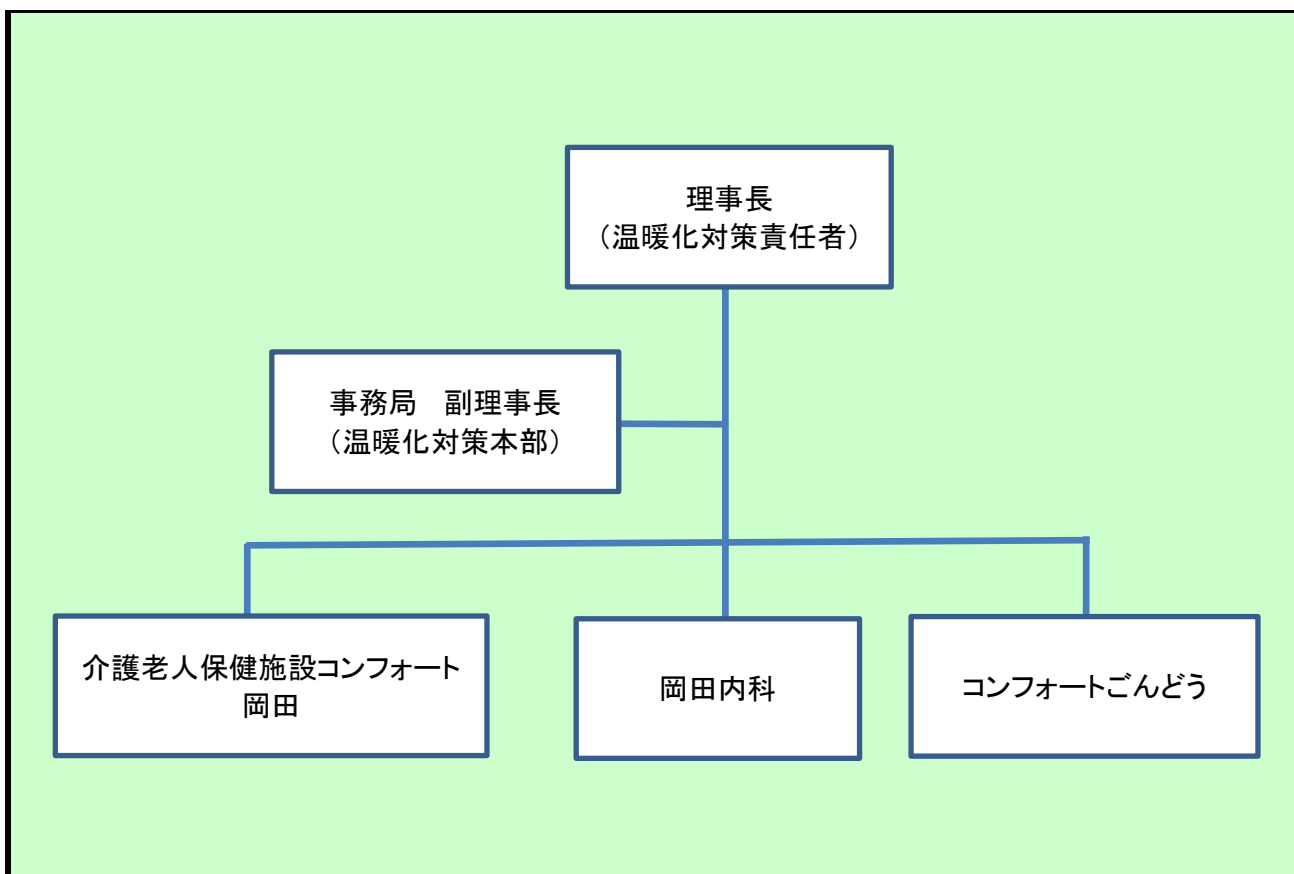 理事長
（温暖化対策責任者）
事務局　副理事長
（温暖化対策本部）
介護老人保健施設コンフォート
岡田
岡田内科
コンフォートごんどう